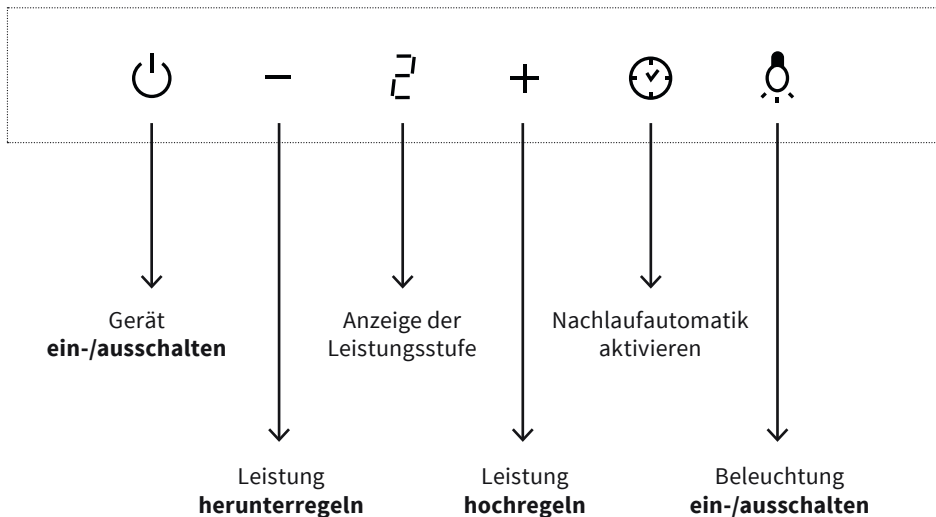 2
Gerät
ein-/ausschalten
Anzeige der
Leistungsstufe
Nachlaufautomatik
aktivieren
Leistung
herunterregeln
Leistung
hochregeln
Beleuchtung
ein-/ausschalten